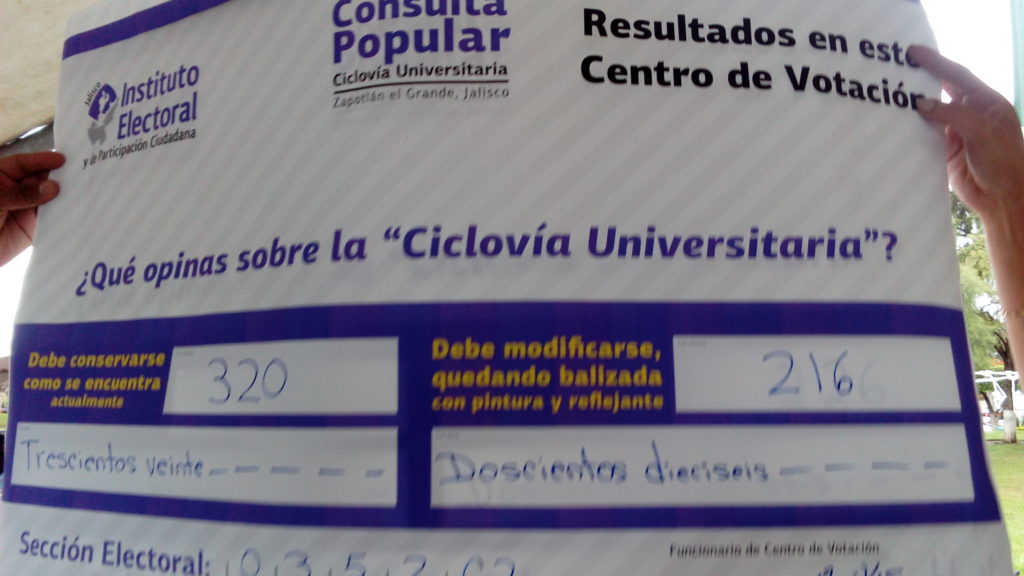 Consulta
Popular
Ciclovía Universitaria
Zapotlán el Grande, Jalisco
Resultados en este
Centro de Votación
Jalisco
Instituto
Electoral
y de Participación Ciudadana
¿Qué opinas sobre la “Ciclovía Universitaria”?
Debe conservarse
como se encuentra
actualmente
320
Trescientos veinte
Debe modificarse,
quedando balizada
con pintura y reflejante
216
Doscientos dieciseis
Sección Electoral:
Funcionario de Centro de Votación